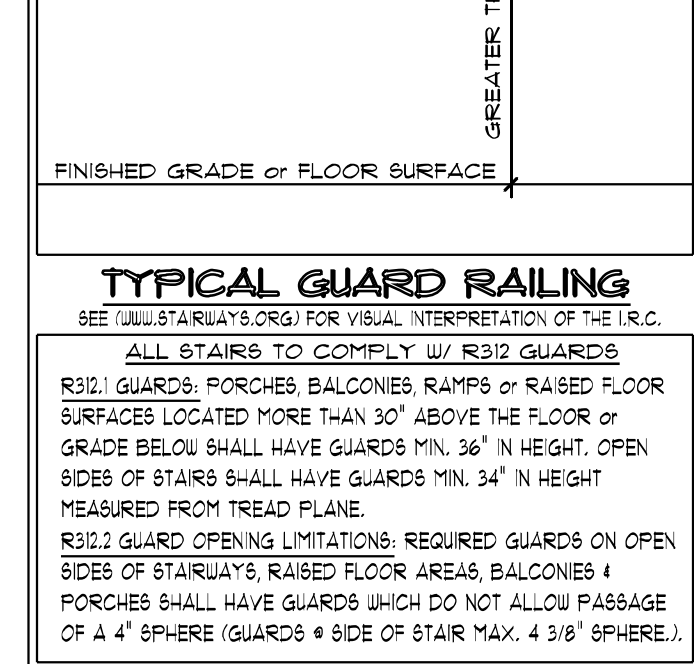 GREATER
FINISHED GRADE or FLOOR SURFACE
TYPICAL GUARD RAILING
SEE (WWW.STAIRWAYS.ORG) FOR VISUAL INTERPRETATION OF THE I.R.C.
ALL STAIRS TO COMPLY W/ R312 GUARDS
R312.1 GUARDS: PORCHES, BALCONIES, RAMPS or RAISED FLOOR
SURFACES LOCATED MORE THAN 30" ABOVE THE FLOOR or
GRADE BELOW SHALL HAVE GUARDS MIN. 36" IN HEIGHT. OPEN
SIDES OF STAIRS SHALL HAVE GUARDS MIN. 34" IN HEIGHT
MEASURED FROM TREAD PLANE.
R312.2 GUARD OPENING LIMITATIONS: REQUIRED GUARDS ON OPEN
SIDES OF STAIRWAYS, RAISED FLOOR AREAS, BALCONIES &
PORCHES SHALL HAVE GUARDS WHICH DO NOT ALLOW PASSAGE
OF A 4" SPHERE (GUARDS @ SIDE OF STAIR MAX. 4 3/8" SPHERE.).